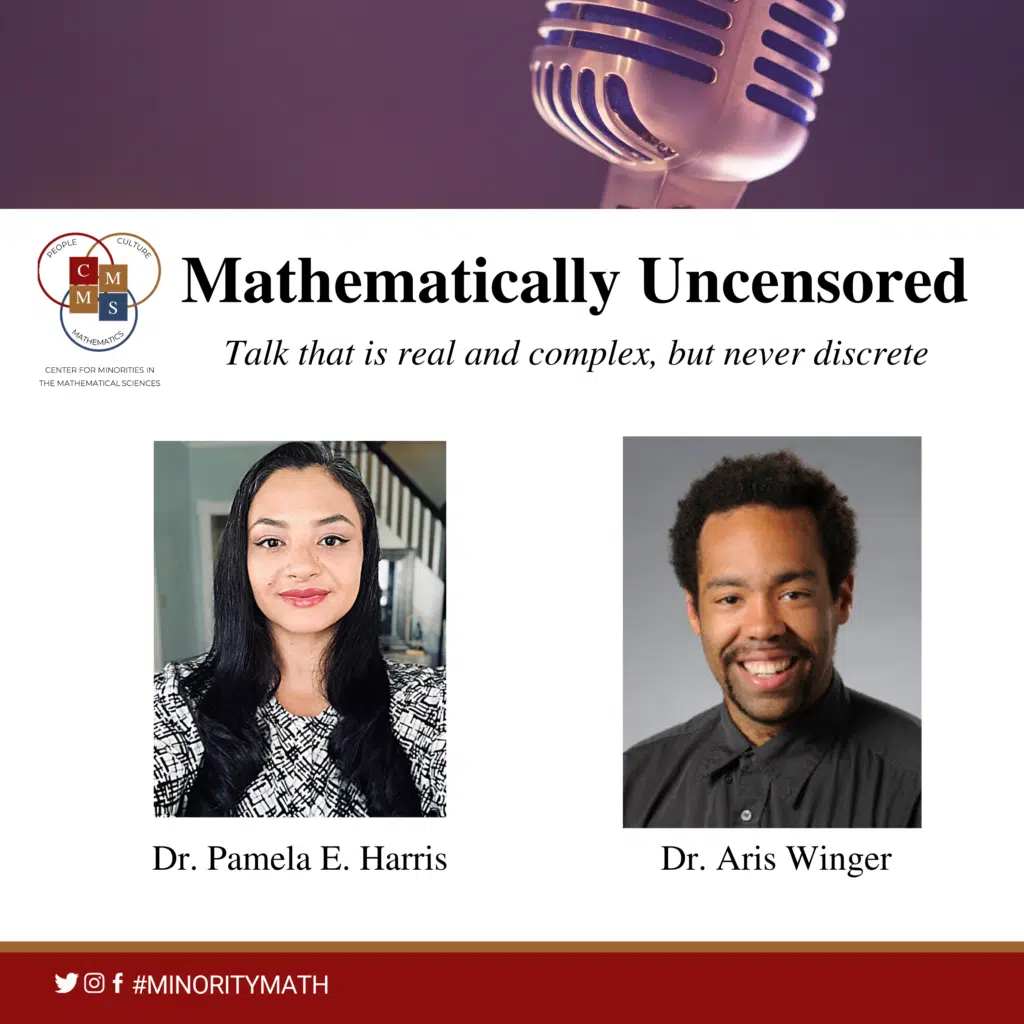 PEOPLE
CULTURE
C
M
M
S
MATHEMATICS
CENTER FOR MINORITIES IN
THE MATHEMATICAL SCIENCES
Mathematically Uncensored
Talk that is real and complex, but never discrete
Dr. Pamela E. Harris
Dr. Aris Winger
#MINORITYMATH